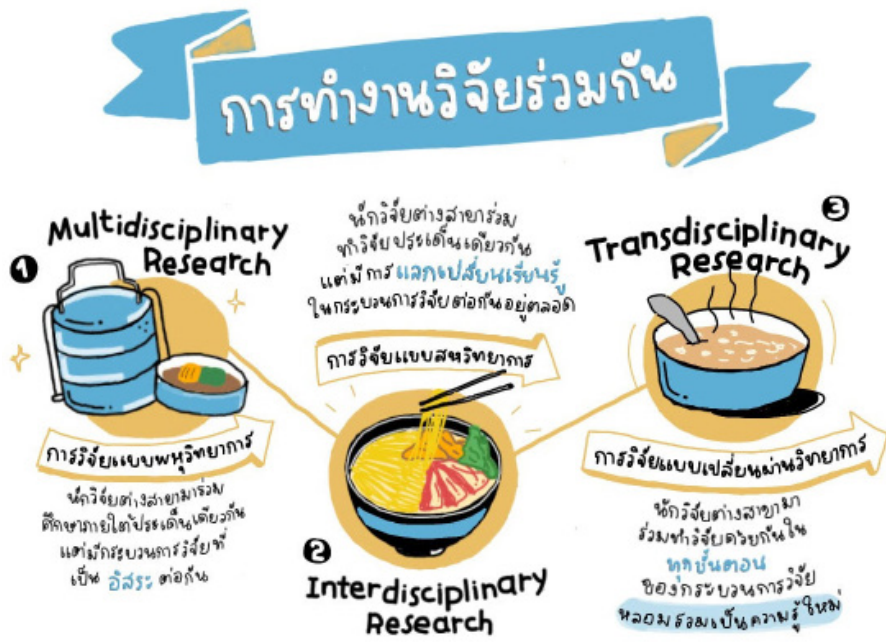 การทำงานวิจัยร่วมกัน
1
Multidisciplinary
Research
การวิจัยแบบพหุวิทยาการ
นักวิจัยต่างสายมาร่วม
ศึกษาภายใต้ประเด็นเดียวกัน
แต่มีกระบวนการวิจัยที่
เป็น อิสระ ต่อกัน
นักวิจัยต่างสายร่วม
ทำวิจัยประเด็นเดียวกัน
แต่มีการแลกเปลี่ยนเรียนรู้
ในกระบวนการวิจัยต่อกันอยู่ตลอด
การวิจัยแบบสหวิทยาการ
2
Interdisciplinary
Research
3
Transdisciplinary
Research
การวิจัยแบบเปลี่ยนผ่านวิทยาการ
นักวิจัยต่างสาขามา
ร่วมทำวิจัยด้วยกันใน
ทุกขั้นตอน
ของกระบวนการวิจัย
หลอมรวมเป็นความรู้ใหม่